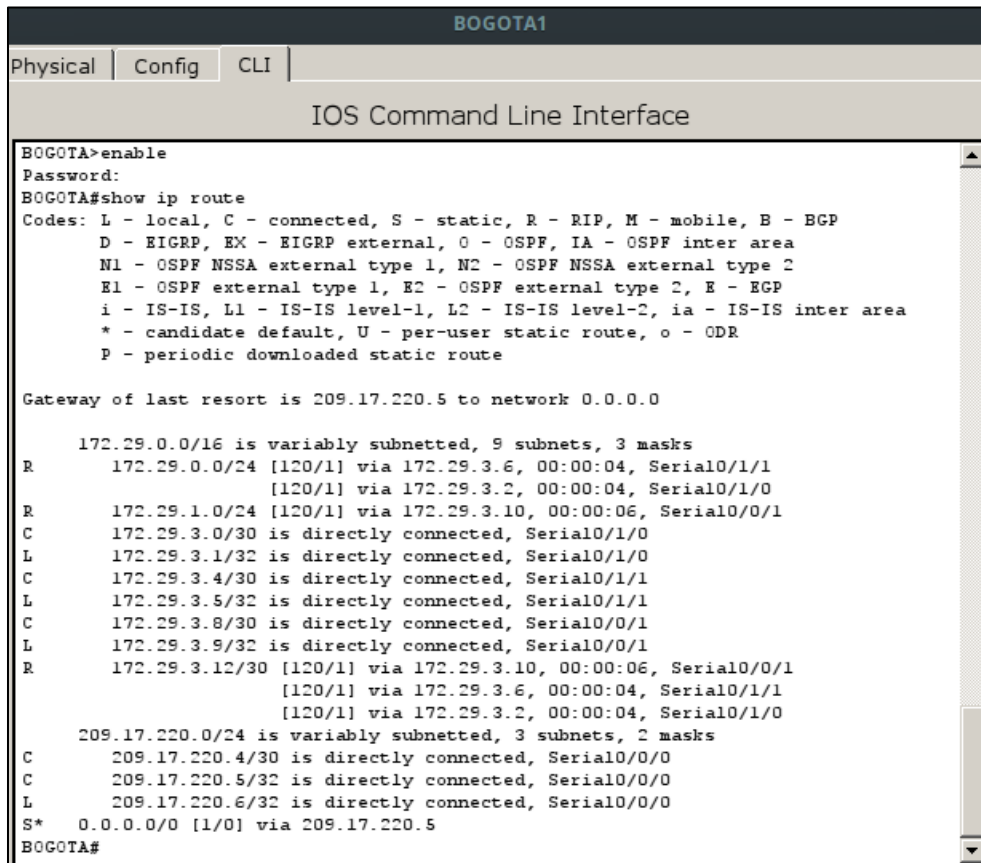 BOGOTA1
Physical Config CLI
IOS Command Line Interface
BOGOTA>enable
Password:
BOGOTA#show ip route
Codes: L - local, C - connected, S - static, R - RIP, M - mobile, B - BGP
D - EIGRP, EX - EIGRP external, O - OSPF, IA - OSPF inter area
N1 - OSPF NSSA external type 1, N2 - OSPF NSSA external type 2
E1 - OSPF external type 1, E2 - OSPF external type 2, E - EGP
i - IS-IS, L1 - IS-IS level-1, L2 - IS-IS level-2, ia - IS-IS inter area
* - candidate default, U - per-user static route, o - ODR
P - periodic downloaded static route
Gateway of last resort is 209.17.220.5 to network 0.0.0.0
172.29.0.0/16 is variably subnetted, 9 subnets, 3 masks
R 172.29.0.0/24 [120/1] via 172.29.3.6, 00:00:04, Serial0/1/1
[120/1] via 172.29.3.2, 00:00:04, Serial0/1/0
R 172.29.1.0/24 [120/1] via 172.29.3.10, 00:00:06, Serial0/0/1
C 172.29.3.0/30 is directly connected, Serial0/1/0
L 172.29.3.1/32 is directly connected, Serial0/1/0
C 172.29.3.4/30 is directly connected, Serial0/1/1
L 172.29.3.5/32 is directly connected, Serial0/1/1
C 172.29.3.8/30 is directly connected, Serial0/0/1
L 172.29.3.9/32 is directly connected, Serial0/0/1
R 172.29.3.12/30 [120/1] via 172.29.3.10, 00:00:06, Serial0/0/1
[120/1] via 172.29.3.6, 00:00:04, Serial0/1/1
[120/1] via 172.29.3.2, 00:00:04, Serial0/1/0
209.17.220.0/24 is variably subnetted, 3 subnets, 2 masks
C 209.17.220.4/30 is directly connected, Serial0/0/0
C 209.17.220.5/32 is directly connected, Serial0/0/0
L 209.17.220.6/32 is directly connected, Serial0/0/0
S* 0.0.0.0/0 [1/0] via 209.17.220.5
BOGOTA#